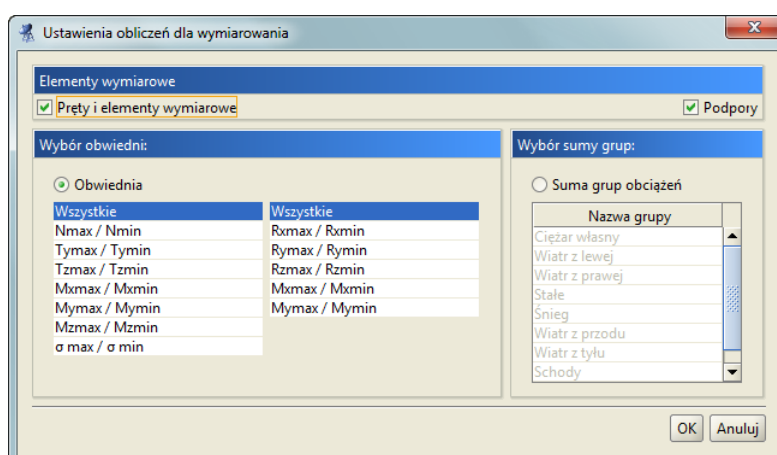 Ustawienia obliczeń dla wymiarowania
Elementy wymiarowe
Pręty i elementy wymiarowe
Podpory
Wybór obwiedni:
Obwiednia
Wszystkie
Nmax / Nmin
Tymax / Tymin
Tzmax / Tzmin
Mxmax / Mxmin
Mymax / Mymin
Mzmax / Mzmin
σ max / σ min
Wszystkie
Rxmax / Rxmin
Rymax / Rymin
Rzmax / Rzmin
Mxmax / Mxmin
Mymax / Mymin
Wybór sumy grup:
Suma grup obciążeń
Nazwa grupy
Ciężar własny
Wiatr z lewej
Wiatr z prawej
Stałe
Śnieg
Wiatr z przodu
Wiatr z tyłu
Schody
OK
Anuluj